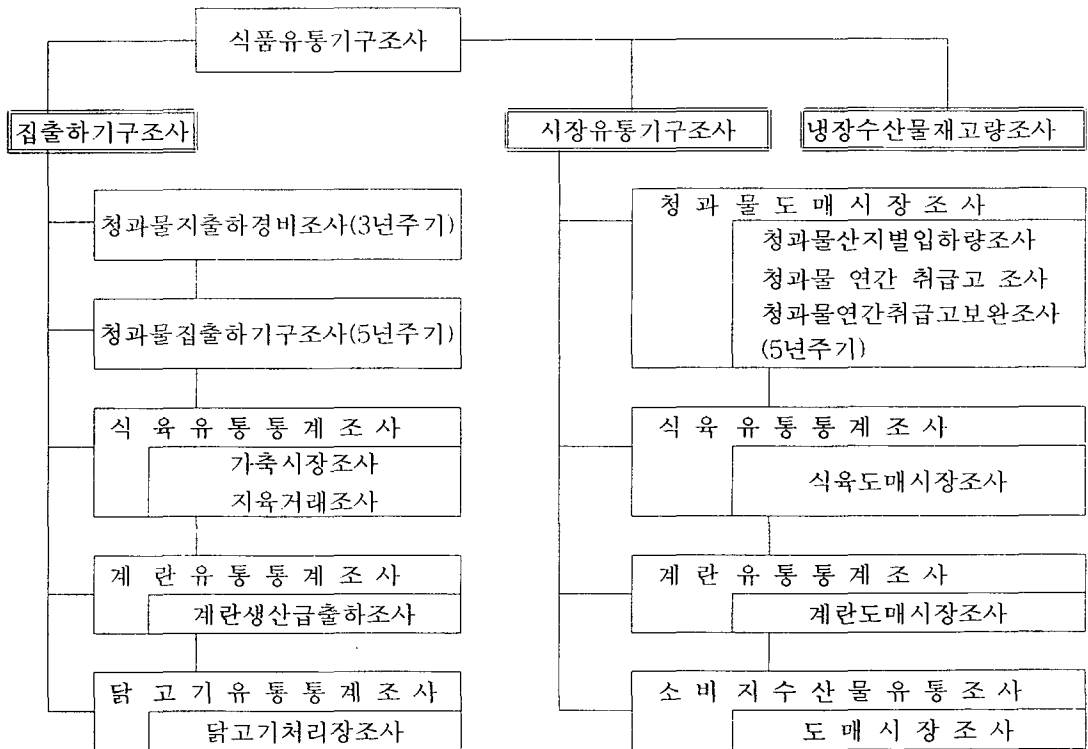 식품유통기구조사
집출하기구조사
시장유통기구조사
냉장수산물재고량조사
청과물지출하경비조사(3년주기)
청과물집출하기구조사(5년주기)
식 육 유 통 통 계 조 사
가축시장조사
지육거래조사
계 란 유 통 통 계 조 사
계란생산급출하조사
닭 고 기 유 통 통 계 조 사
닭고기처리장조사
청 과 물 도 매 시 장 조 사
청과물산지별입하량조사
청과물 연간 취급고 조사
청과물연간취급고보완조사
(5년주기)
식 육 유 통 통 계 조 사
식육도매시장조사
계 란 유 통 통 계 조 사
계란도매시장조사
소 비 지 수 산 물 유 통 조 사
도 매 시 장 조 사